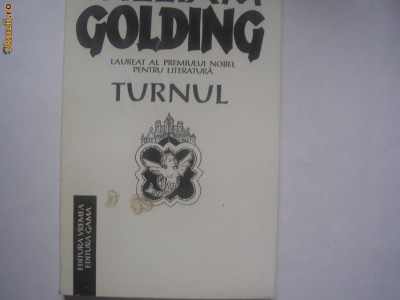 GOLDING
LAUREAT AL PREMIULUI NOBEL
PENTRU LITERATURĂ
TURNUL
EDITURA VREMEA
EDITURA GAMA